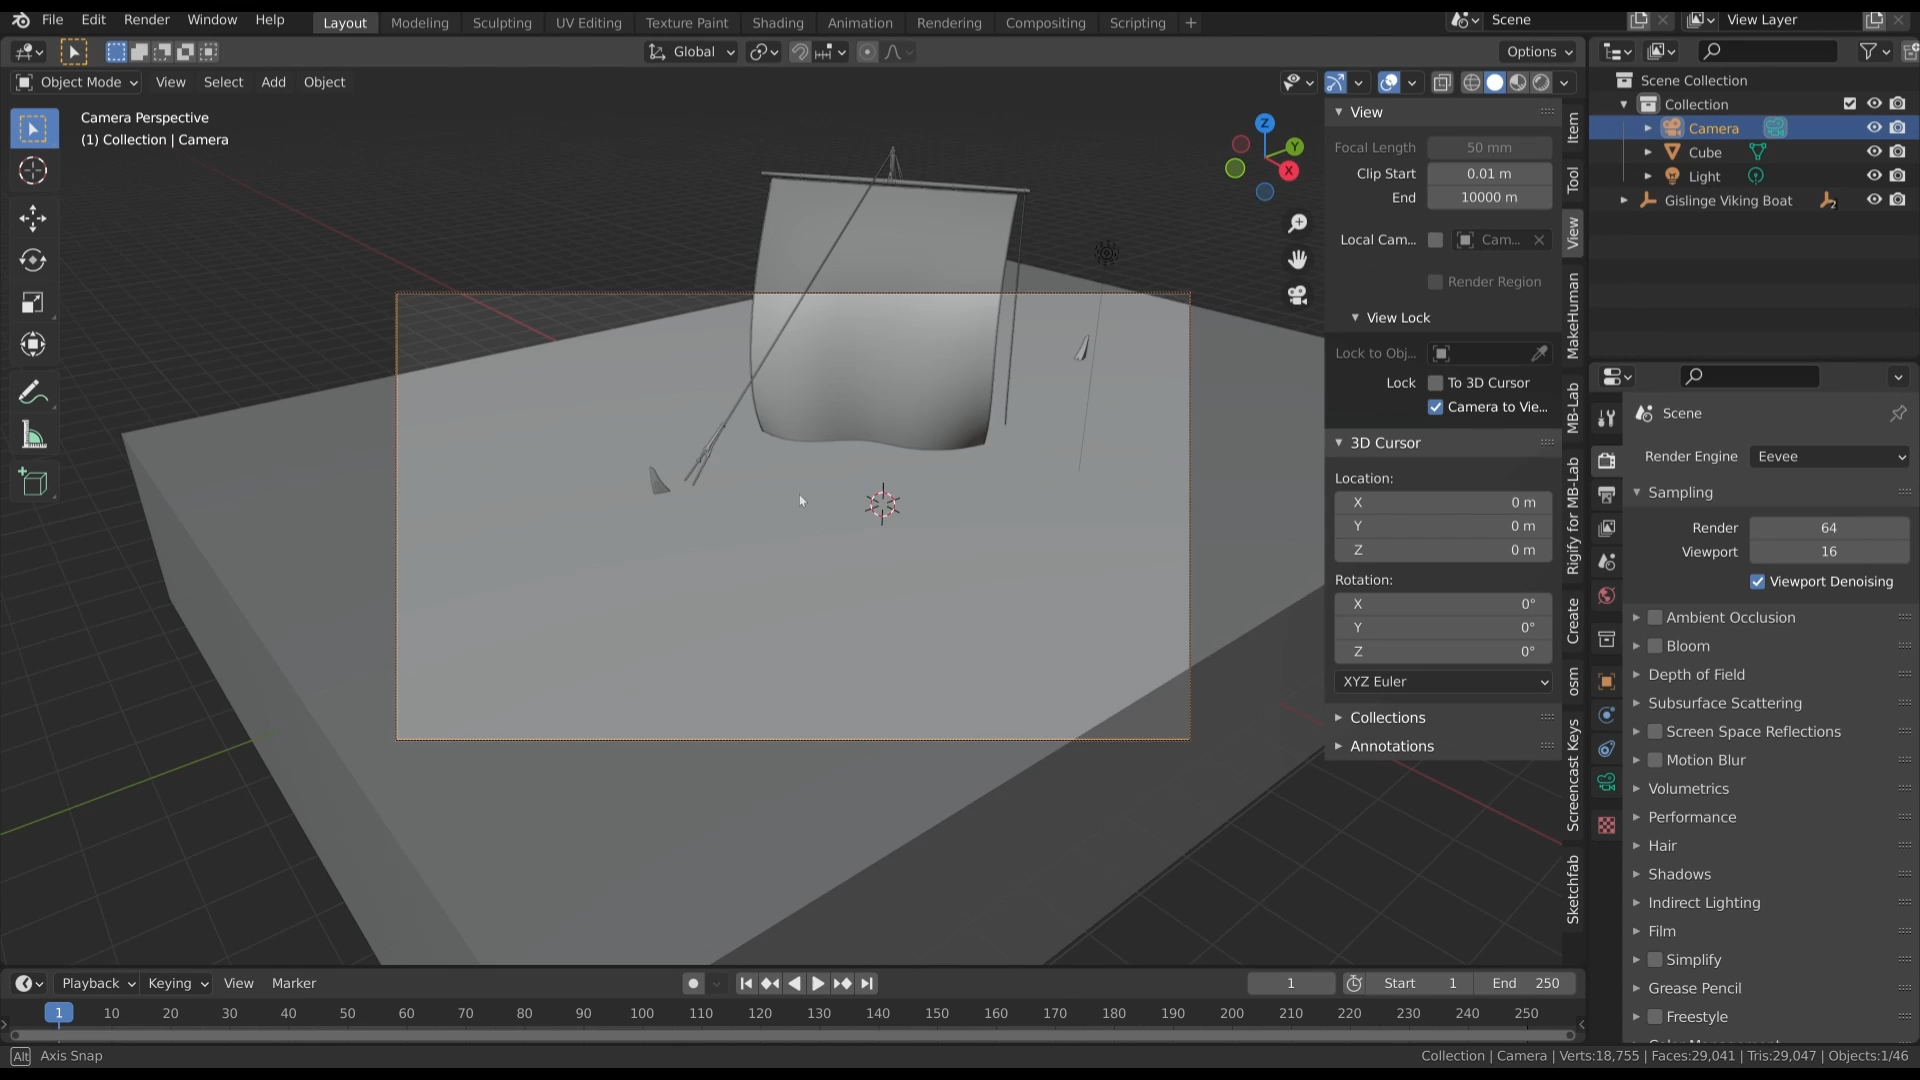 File Edit Render Window Help Layout Modeling Sculpting UV Editing Texture Paint Shading Animation Rendering Compositing Scripting + Scene View Layer
Global Options
Object Mode View Select Add Object
Camera Perspective
(1) Collection | Camera
Z
Y
X
View
Focal Length 50 mm
Clip Start 0.01 m
End 10000 m
Local Cam... Cam...
Render Region
View Lock
Lock to Obj...
Lock To 3D Cursor
Camera to Vie...
3D Cursor
Location:
X 0 m
Y 0 m
Z 0 m
Rotation:
X 0°
Y 0°
Z 0°
XYZ Euler
Collections
Annotations
Item
Tool
View
MakeHuman
MB-Lab
Rigify for MB-Lab
Create
osm
Screencast Keys
Sketchfab
Scene Collection
Collection
Camera
Cube
Light
Gislinge Viking Boat 2
Scene
Render Engine Eevee
Sampling
Render 64
Viewport 16
Viewport Denoising
Ambient Occlusion
Bloom
Depth of Field
Subsurface Scattering
Screen Space Reflections
Motion Blur
Volumetrics
Performance
Hair
Shadows
Indirect Lighting
Film
Simplify
Grease Pencil
Freestyle
Playback Keying View Marker 1 Start 1 End 250
1 10 20 30 40 50 60 70 80 90 100 110 120 130 140 150 160 170 180 190 200 210 220 230 240 250
Alt Axis Snap Collection | Camera | Verts:18,755 | Faces:29,041 | Tris:29,047 | Objects:1/46